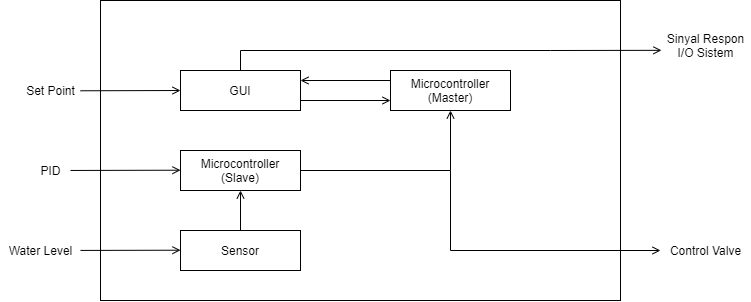 Sinyal Respon
I/O Sistem
Set Point
GUI
Microcontroller
(Master)
PID
Microcontroller
(Slave)
Water Level
Sensor
Control Valve